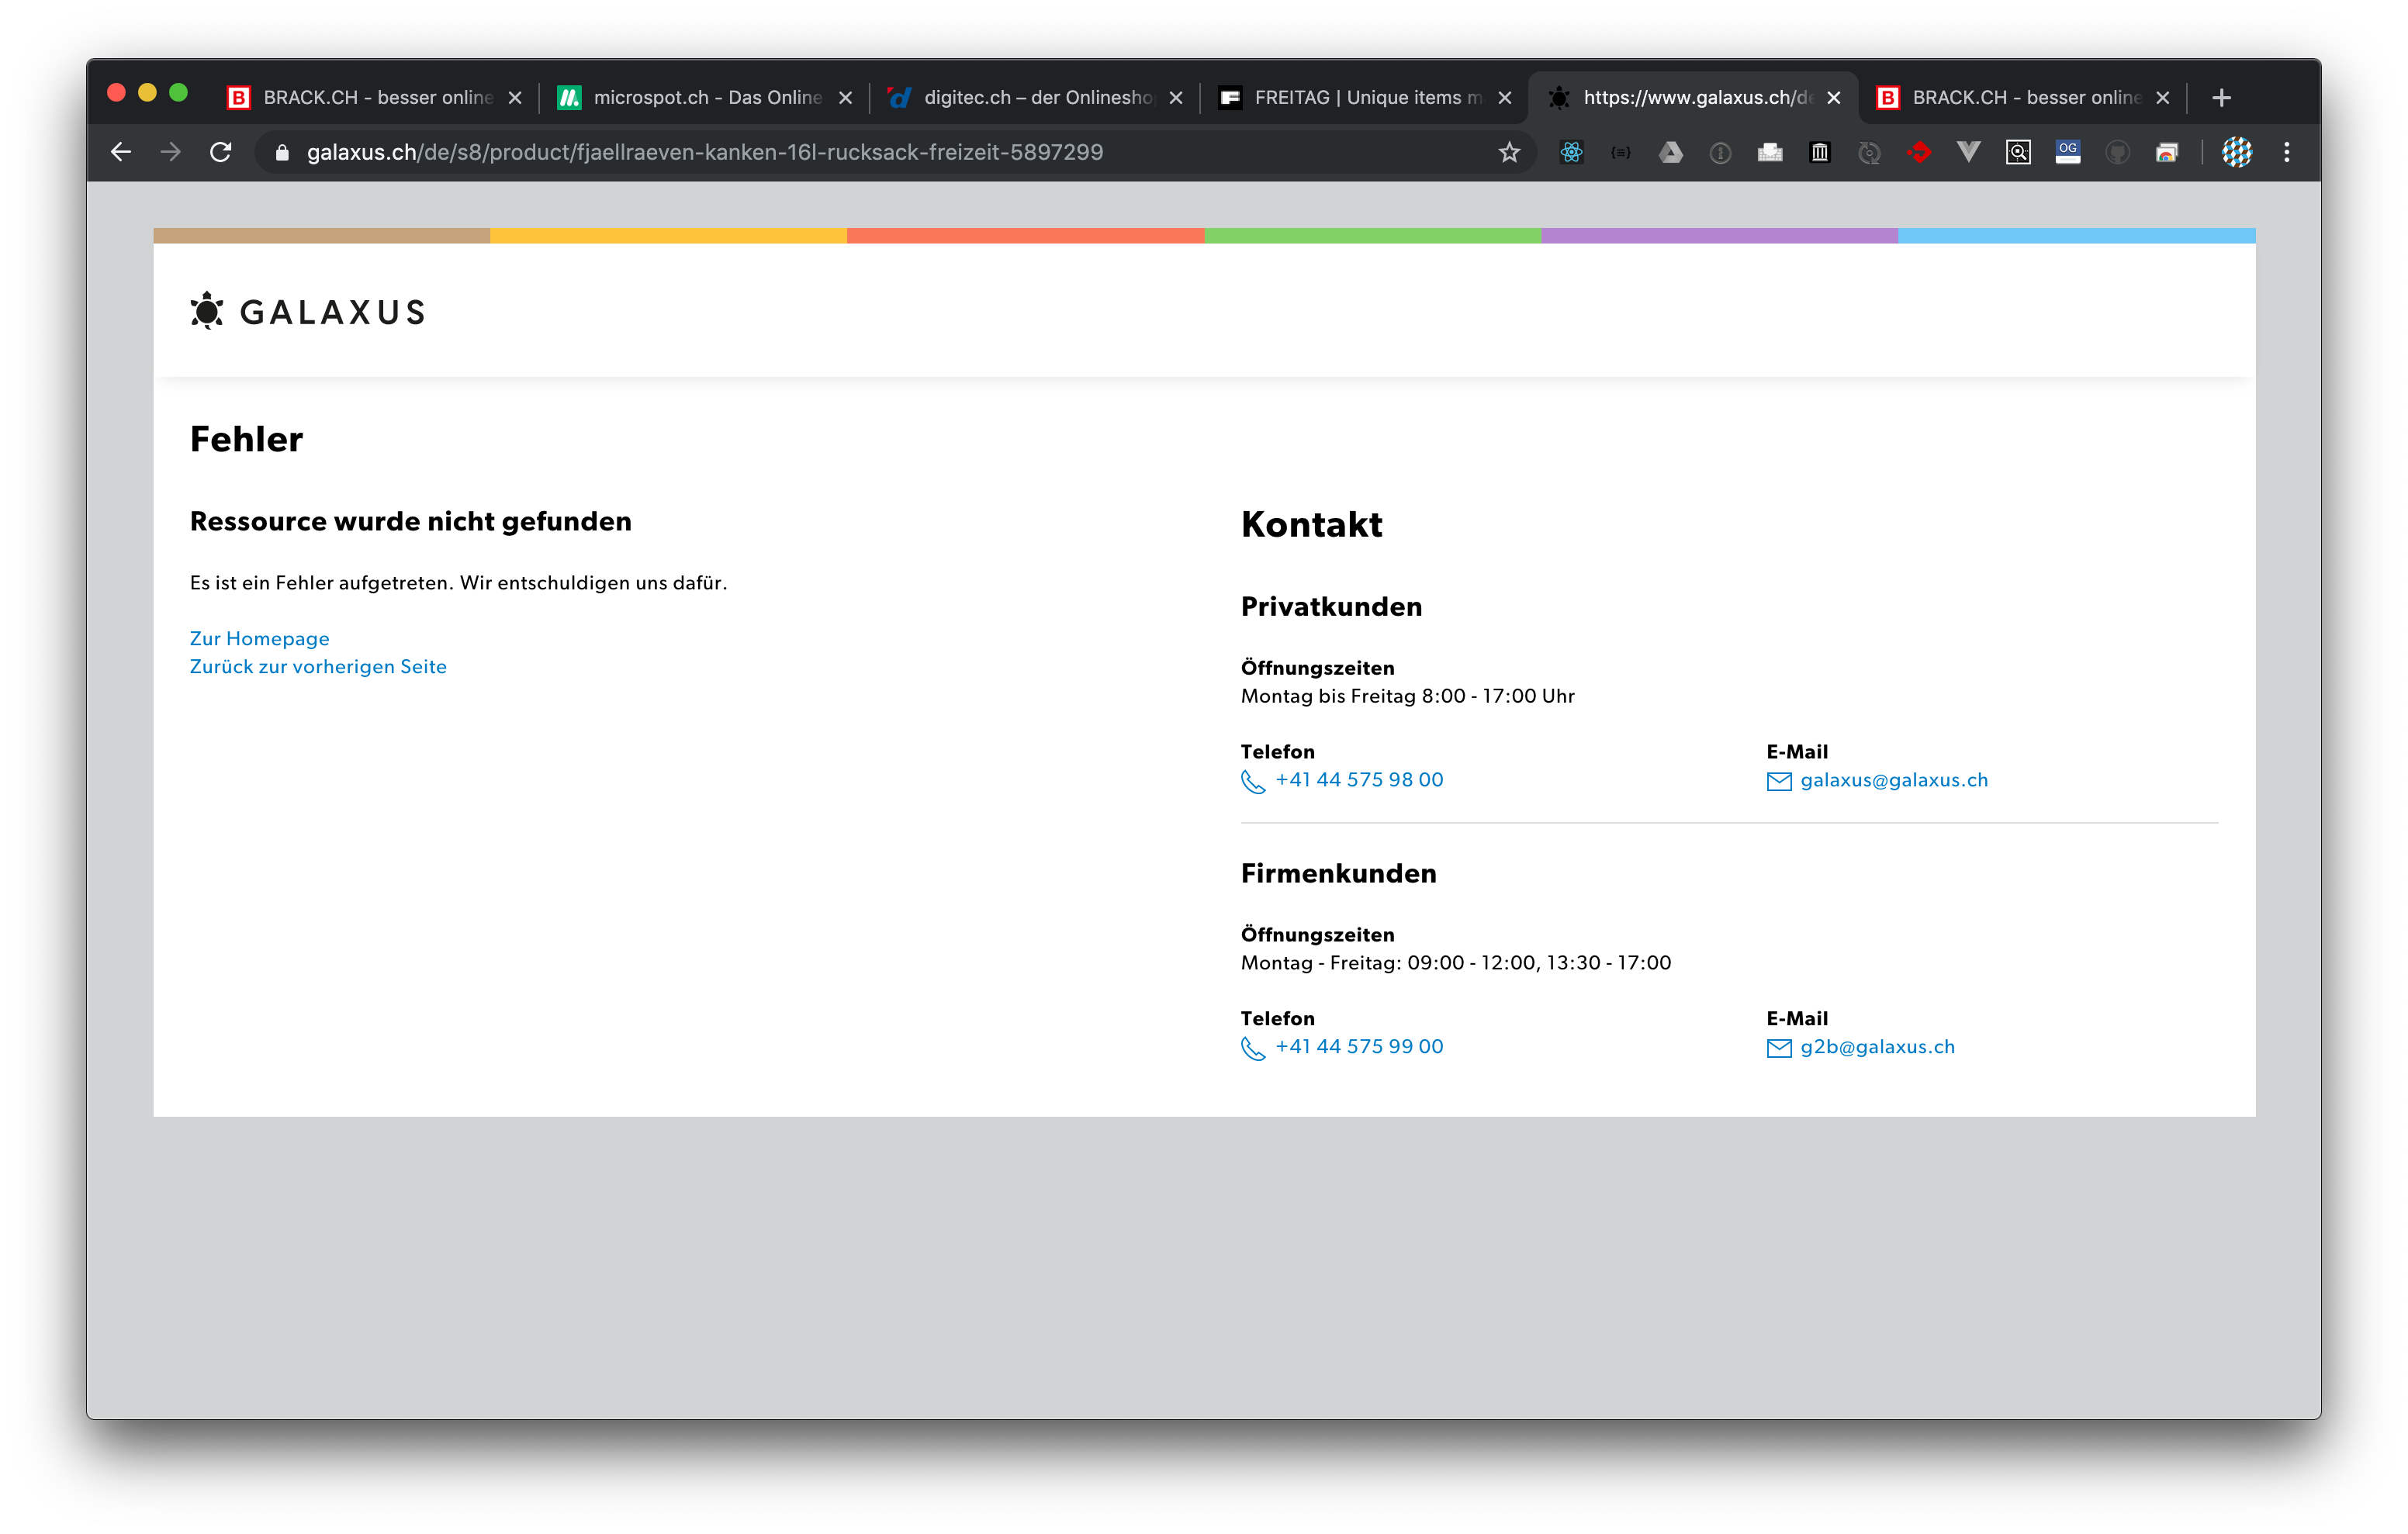 BRACK.CH - besser online
microspot.ch - Das Online
digitec.ch – der Onlinesho
FREITAG | Unique items m
https://www.galaxus.ch/de
BRACK.CH - besser online
galaxus.ch/de/s8/product/fjaellraeven-kanken-16l-rucksack-freizeit-5897299
OG
GALAXUS
Fehler
Ressource wurde nicht gefunden
Es ist ein Fehler aufgetreten. Wir entschuldigen uns dafür.
Zur Homepage
Zurück zur vorherigen Seite
Kontakt
Privatkunden
Öffnungszeiten
Montag bis Freitag 8:00 - 17:00 Uhr
Telefon
+41 44 575 98 00
E-Mail
galaxus@galaxus.ch
Firmenkunden
Öffnungszeiten
Montag - Freitag: 09:00 - 12:00, 13:30 - 17:00
Telefon
+41 44 575 99 00
E-Mail
g2b@galaxus.ch